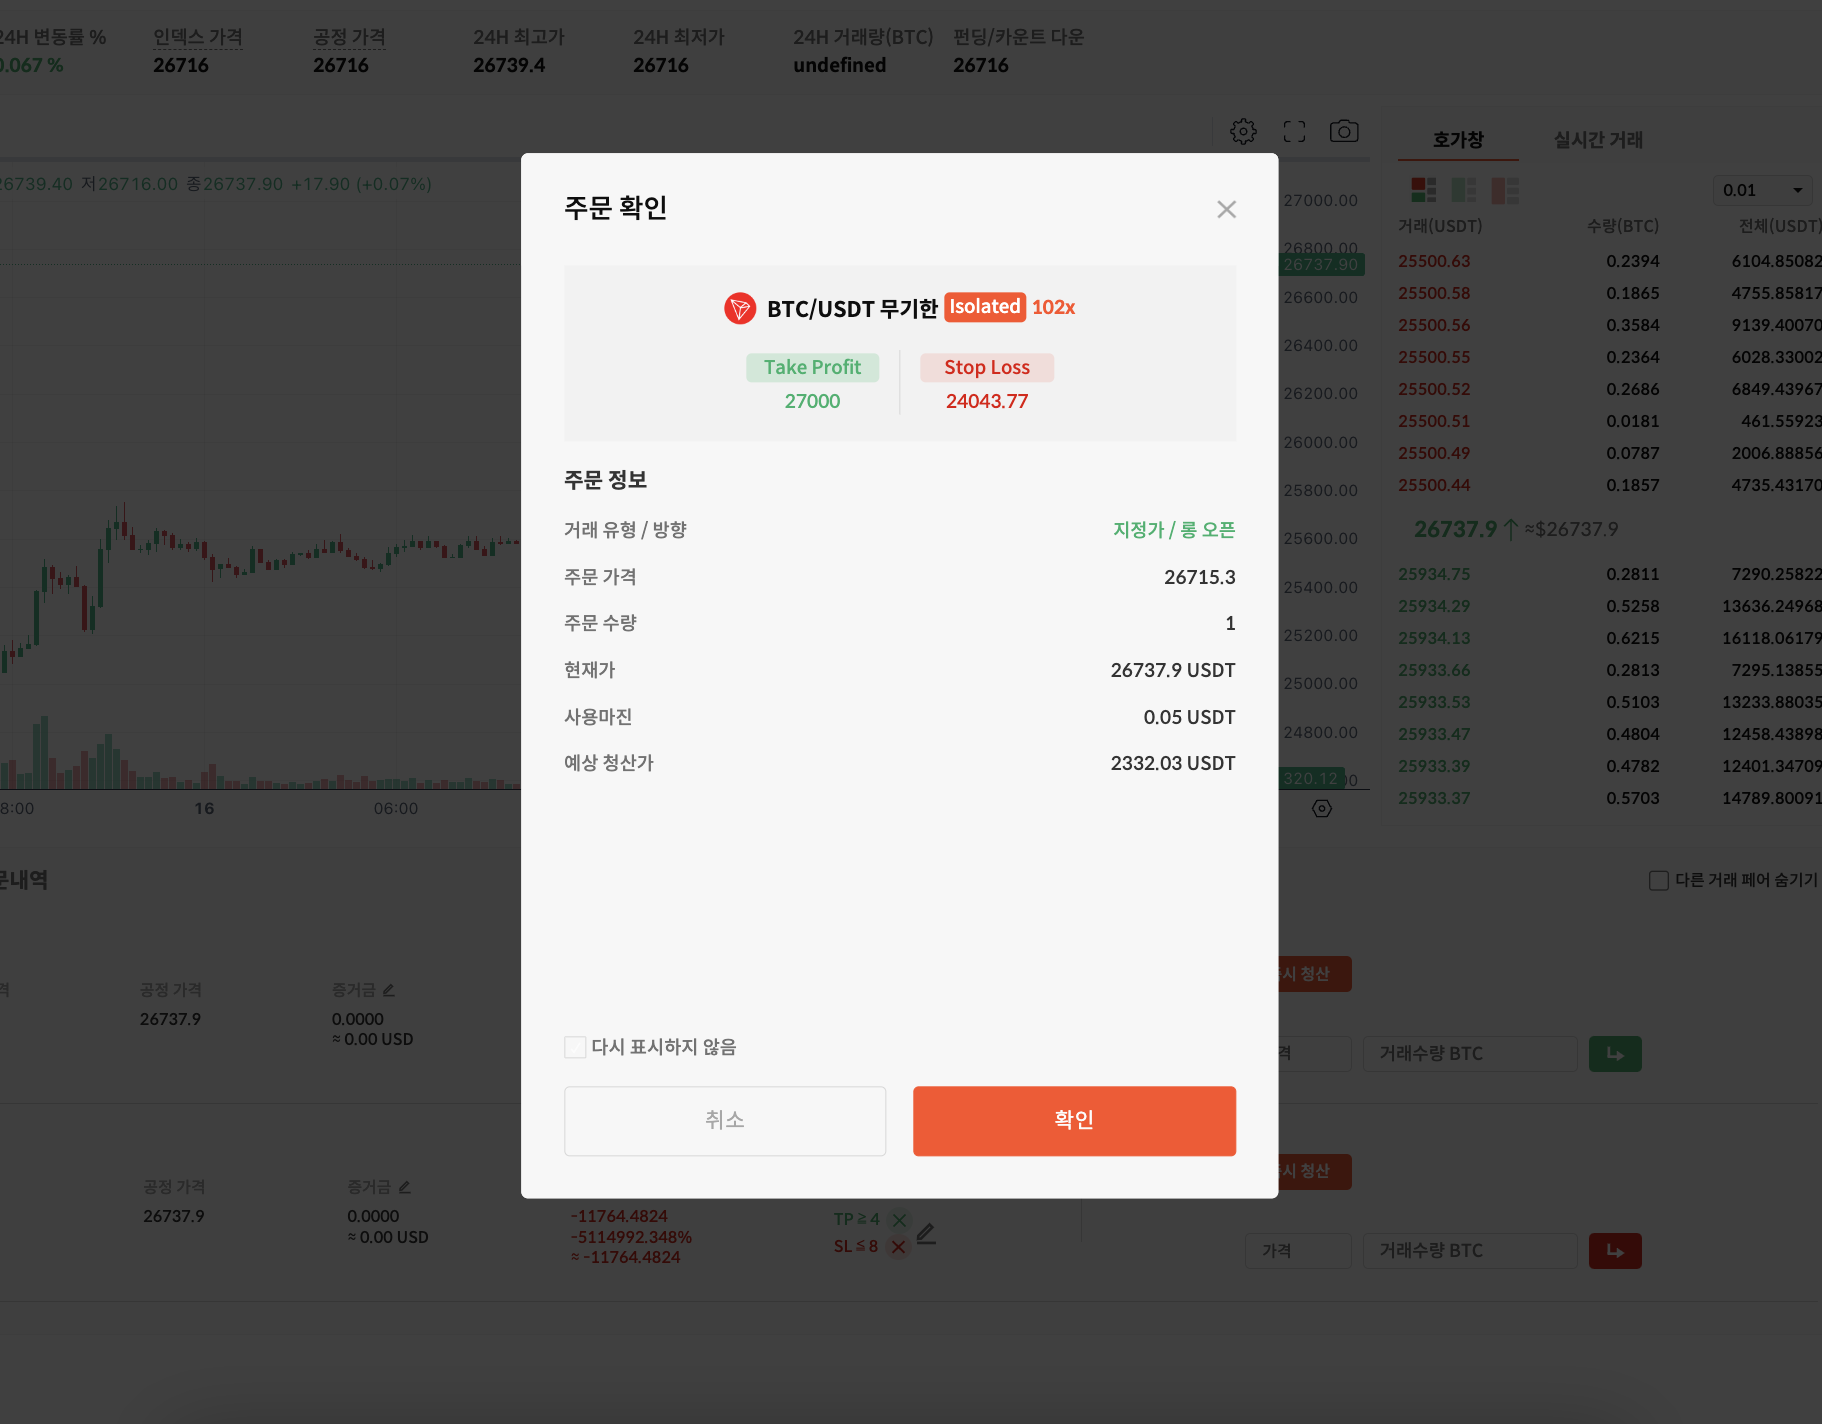 24H 변동률 %
인덱스 가격
공정 가격
24H 최고가
24H 최저가
24H 거래량(BTC)
펀딩/카운트 다운
0.067 %
26716
26716
26739.4
26716
undefined
26716
호가창
실시간 거래
26739.40 저26716.00 종26737.90 +17.90 (+0.07%)
0.01
거래(USDT)
수량(BTC)
전체(USDT)
25500.63 0.2394 6104.85082
25500.58 0.1865 4755.85817
25500.56 0.3584 9139.40070
25500.55 0.2364 6028.33002
25500.52 0.2686 6849.43967
25500.51 0.0181 461.55923
25500.49 0.0787 2006.88856
25500.44 0.1857 4735.43170
26737.9 ↑ ≈$26737.9
25934.75 0.2811 7290.25822
25934.29 0.5258 13636.24968
25934.13 0.6215 16118.06179
25933.66 0.2813 7295.13855
25933.53 0.5103 13233.88035
25933.47 0.4804 12458.43898
25933.39 0.4782 12401.34709
25933.37 0.5703 14789.80091
27000.00
26800.00
26737.90
26600.00
26400.00
26200.00
26000.00
25800.00
25600.00
25400.00
25200.00
25000.00
24800.00
320.12
8:00
16
06:00
주문 확인
BTC/USDT 무기한 Isolated 102x
Take Profit
Stop Loss
27000
24043.77
주문 정보
거래 유형 / 방향
지정가 / 롱 오픈
주문 가격
26715.3
주문 수량
1
현재가
26737.9 USDT
사용마진
0.05 USDT
예상 청산가
2332.03 USDT
다시 표시하지 않음
취소
확인
문내역
다른 거래 페어 숨기기
격
공정 가격
증거금
26737.9
0.0000
≈ 0.00 USD
시 청산
격
거래수량 BTC
공정 가격
증거금
26737.9
0.0000
≈ 0.00 USD
-11764.4824
-5114992.348%
≈ -11764.4824
TP ≥ 4
SL ≤ 8
시 청산
가격
거래수량 BTC